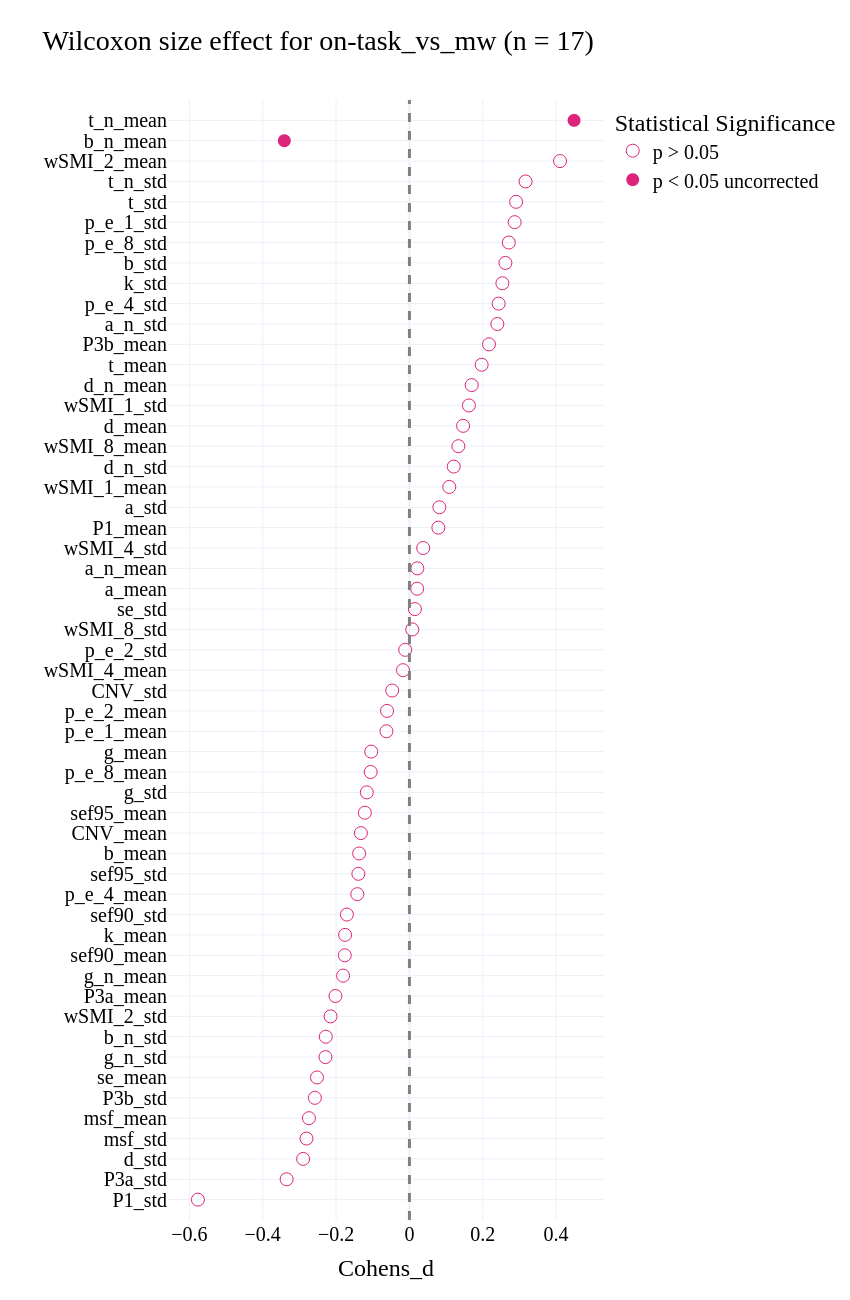 Wilcoxon size effect for on-task_vs_mw (n = 17)
Statistical Significance
p > 0.05
p < 0.05 uncorrected
t_n_mean
b_n_mean
wSMI_2_mean
t_n_std
t_std
p_e_1_std
p_e_8_std
b_std
k_std
p_e_4_std
a_n_std
P3b_mean
t_mean
d_n_mean
wSMI_1_std
d_mean
wSMI_8_mean
d_n_std
wSMI_1_mean
a_std
P1_mean
wSMI_4_std
a_n_mean
a_mean
se_std
wSMI_8_std
p_e_2_std
wSMI_4_mean
CNV_std
p_e_2_mean
p_e_1_mean
g_mean
p_e_8_mean
g_std
sef95_mean
CNV_mean
b_mean
sef95_std
p_e_4_mean
sef90_std
k_mean
sef90_mean
g_n_mean
P3a_mean
wSMI_2_std
b_n_std
g_n_std
se_mean
P3b_std
msf_mean
msf_std
d_std
P3a_std
P1_std
−0.6 −0.4 −0.2 0 0.2 0.4
Cohens_d